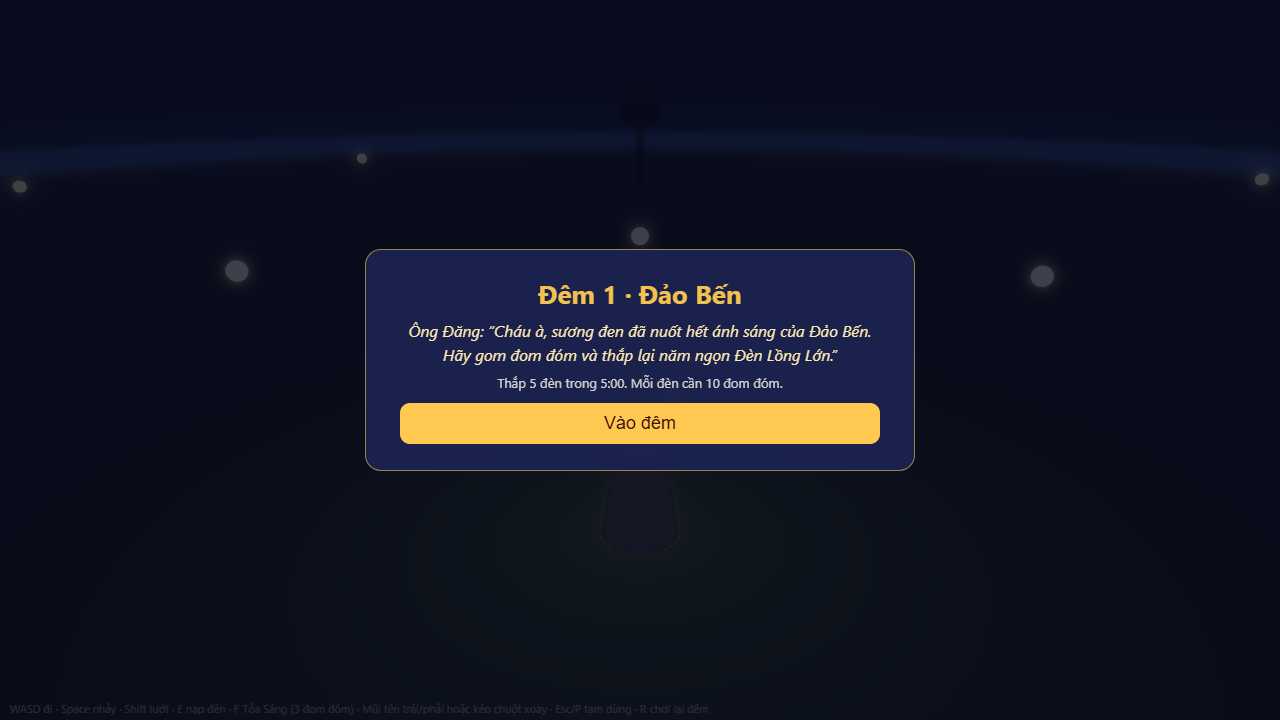 Đêm 1 · Đảo Bến
Ông Đăng: “Cháu à, sương đen đã nuốt hết ánh sáng của Đảo Bến.
Hãy gom đom đóm và thắp lại năm ngọn Đèn Lồng Lớn.”
Thắp 5 đèn trong 5:00. Mỗi đèn cần 10 đom đóm.
Vào đêm
WASD đi · Space nhảy · Shift lướt · E nạp đèn · F Tỏa Sáng (3 đom đóm) · Mũi tên trái/phải hoặc kéo chuột xoay · Esc/P tạm dừng · R chơi lại đêm